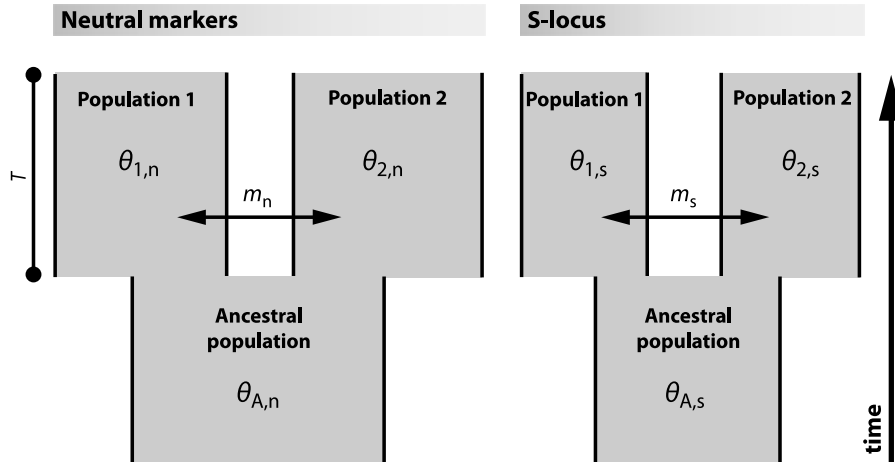 Neutral markers
S-locus
Population 1
Population 2
Population 1
Population 2
θ1,n
θ2,n
θ1,s
θ2,s
T
mn
ms
Ancestral
population
Ancestral
population
θA,n
θA,s
time